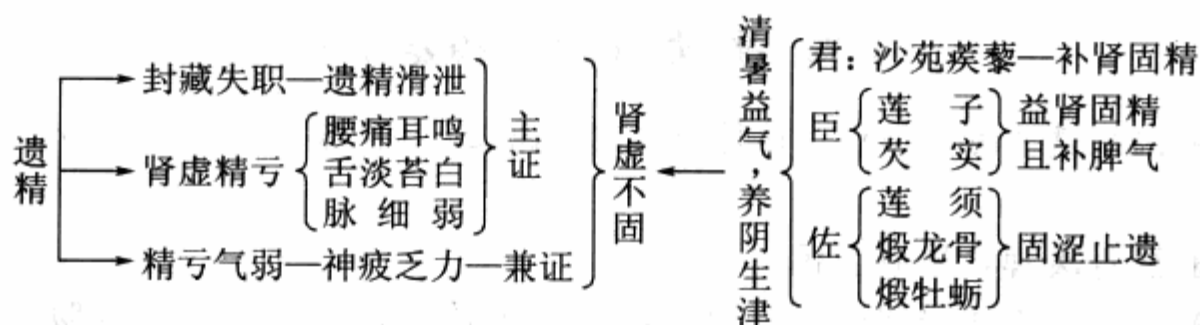 遗精
封藏失职—遗精滑泄
肾虚精亏
腰痛耳鸣
舌淡苔白
脉细弱
主证
精亏气弱—神疲乏力—兼证
肾虚不固
清暑益气，养阴生津
君：沙苑蒺藜—补肾固精
臣
莲子
芡实
益肾固精
且补脾气
佐
莲须
煅龙骨
煅牡蛎
固涩止遗